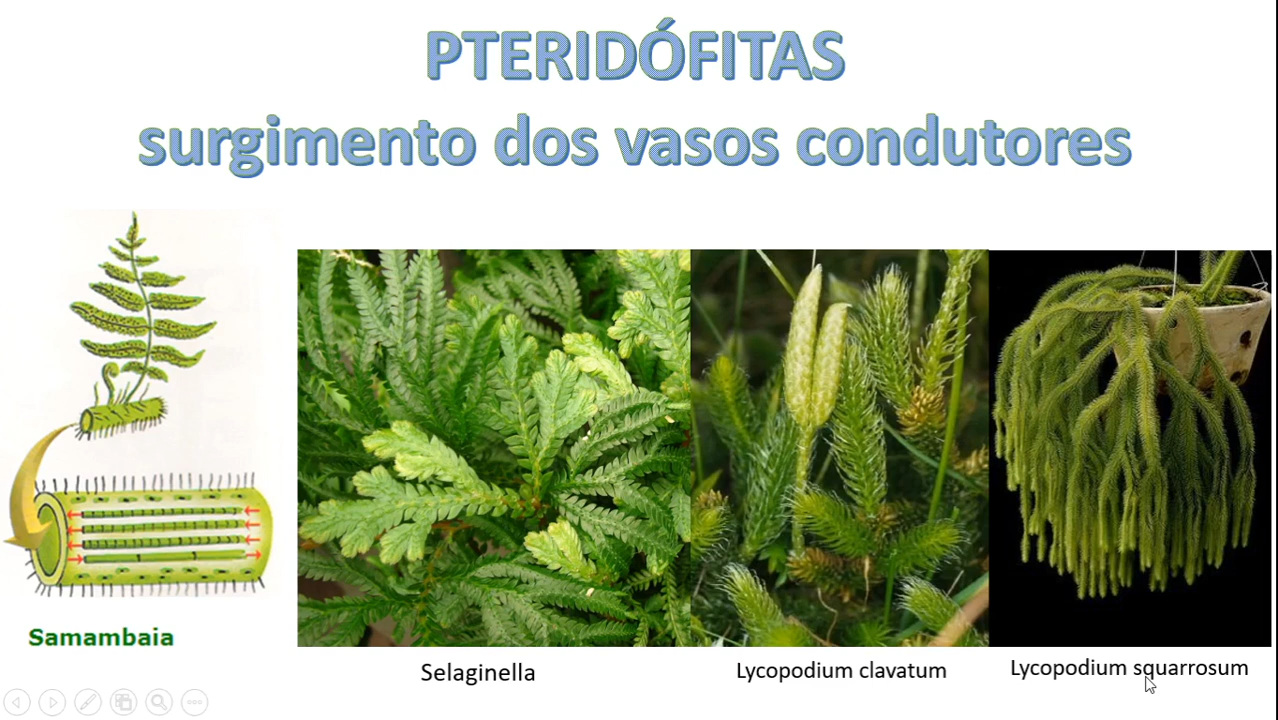 PTERIDÓFITAS
surgimento dos vasos condutores
Samambaia
Selaginella
Lycopodium clavatum
Lycopodium squarrosum